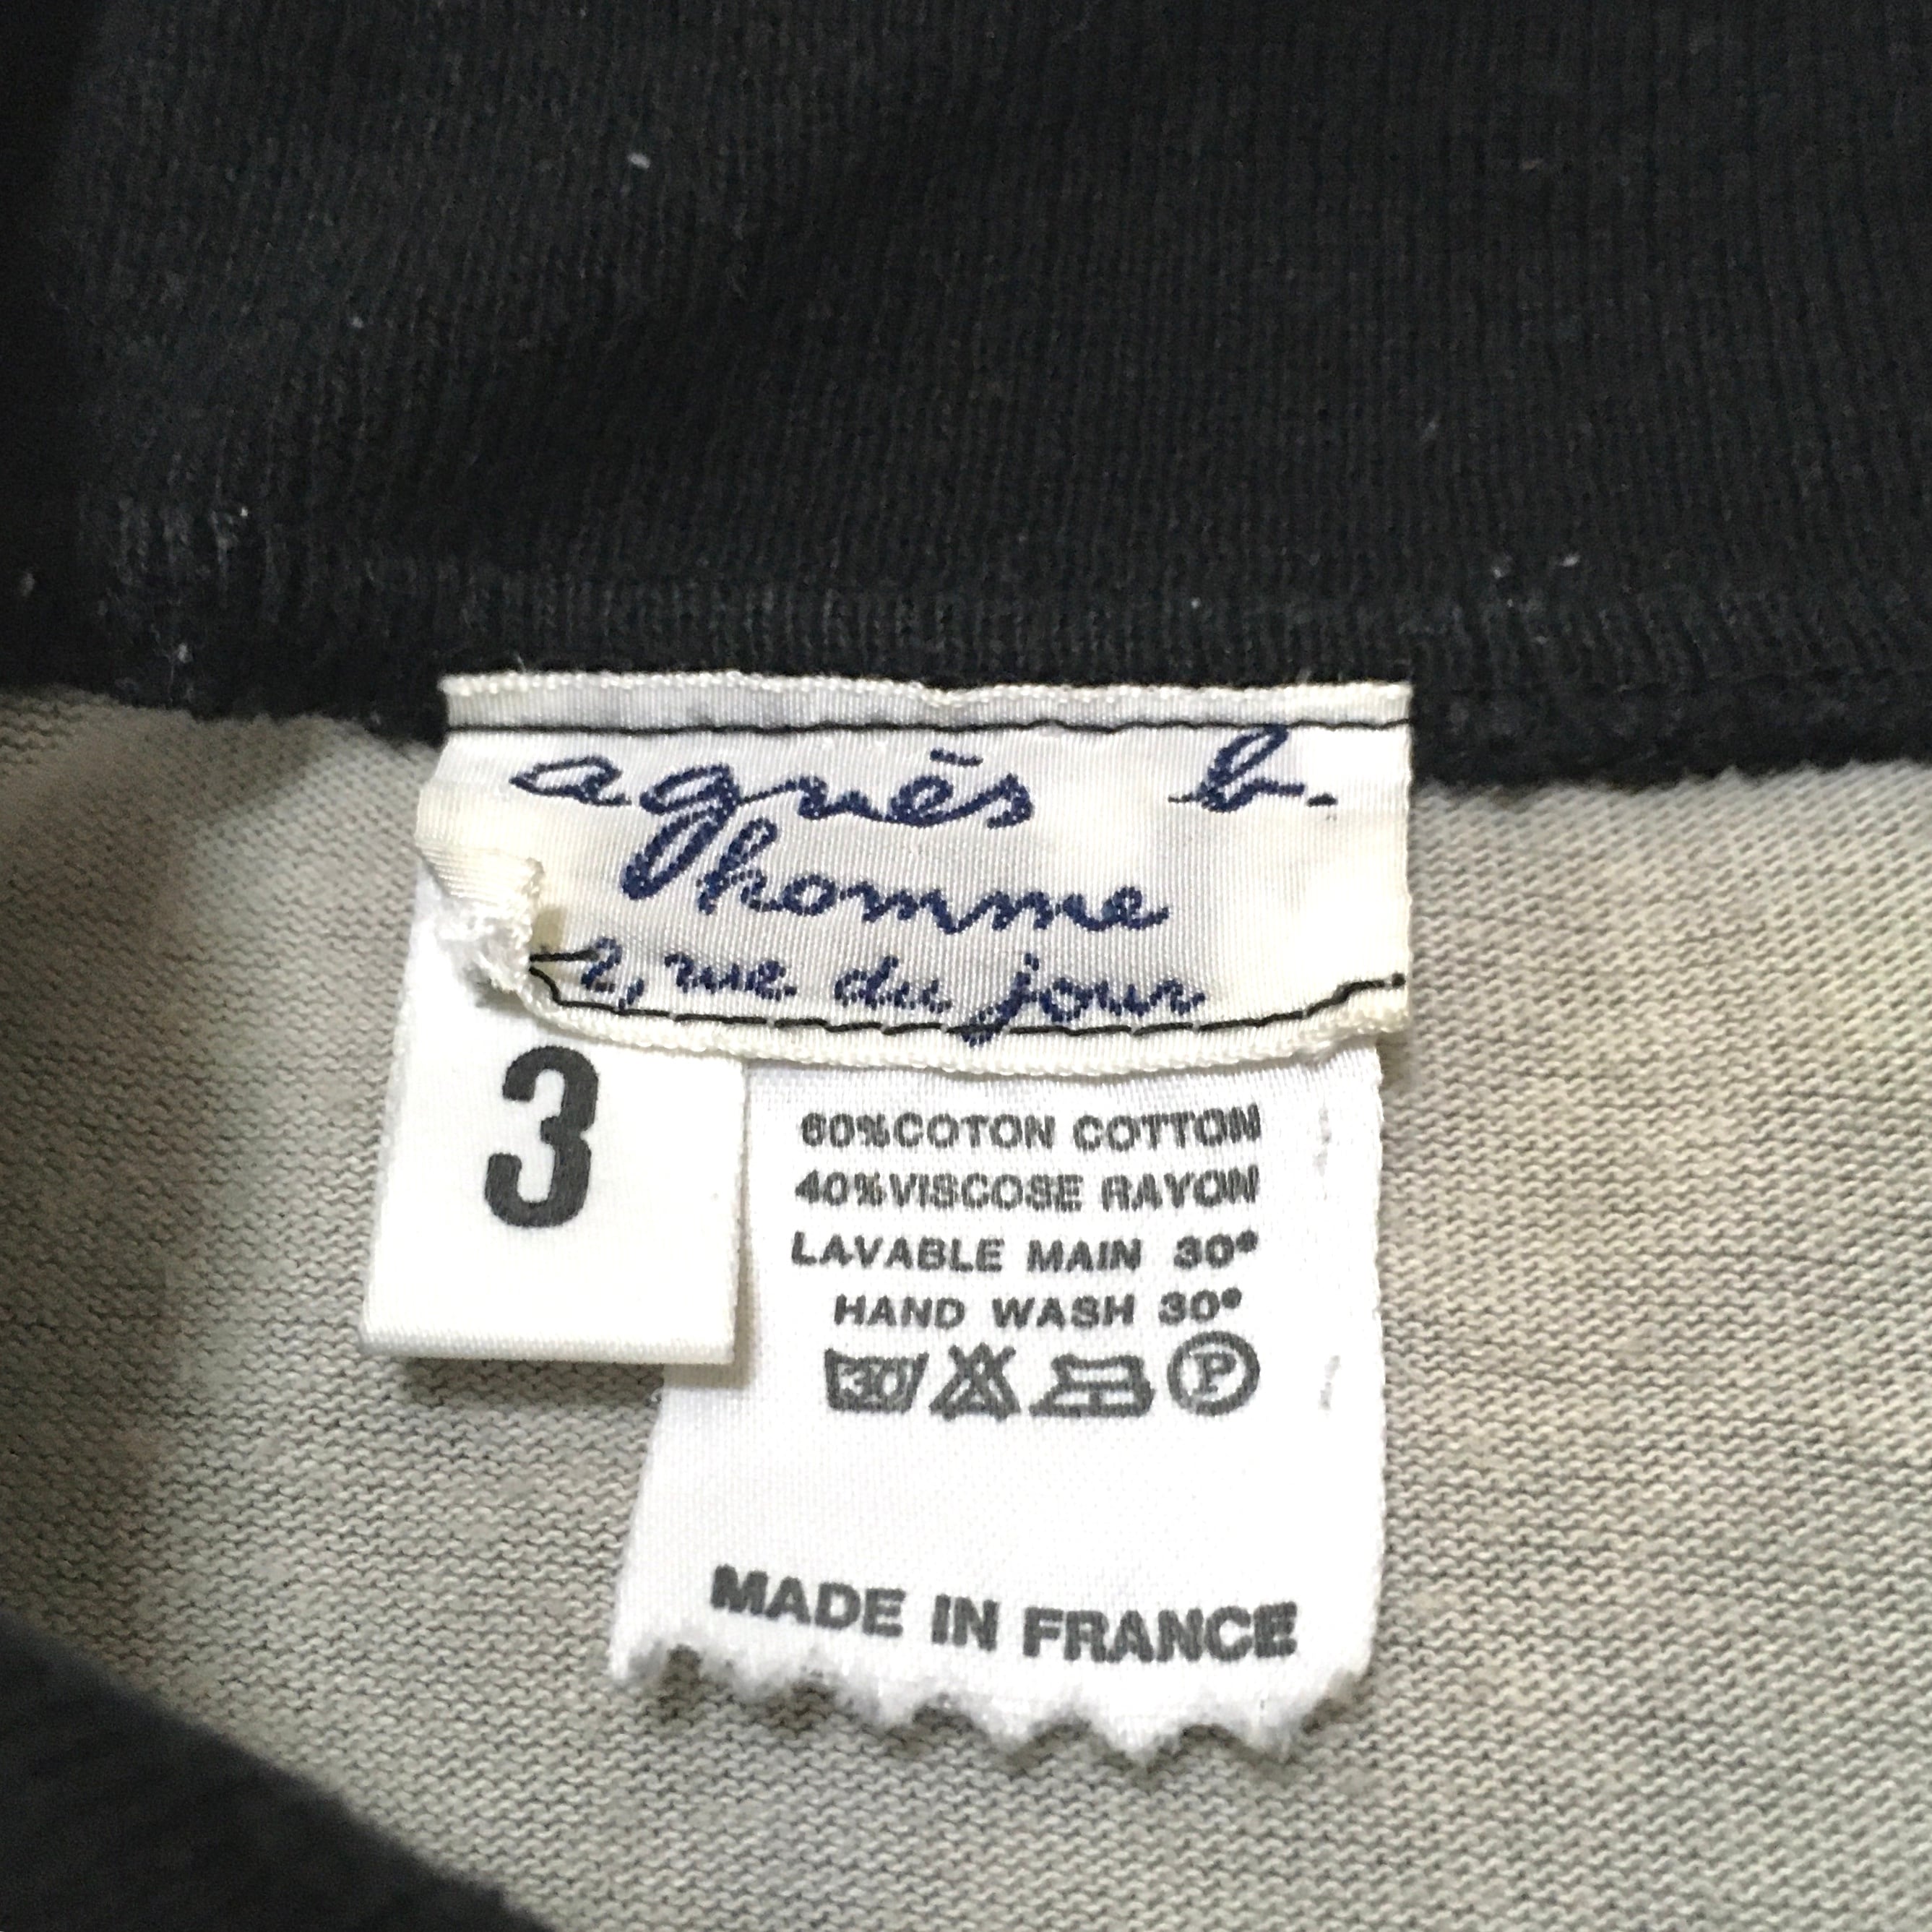 agnès b.
homme
2, rue du jour
3
60%COTON COTTON
40%VISCOSE RAYON
LAVABLE MAIN 30°
HAND WASH 30°
30 P
MADE IN FRANCE